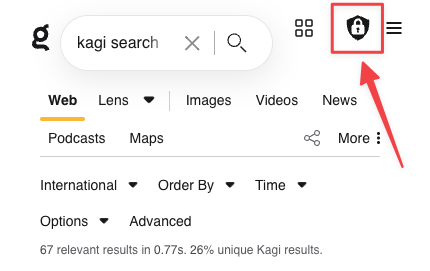 g kagi search
Web Lens Images Videos News
Podcasts Maps More
International Order By Time
Options Advanced
67 relevant results in 0.77s. 26% unique Kagi results.